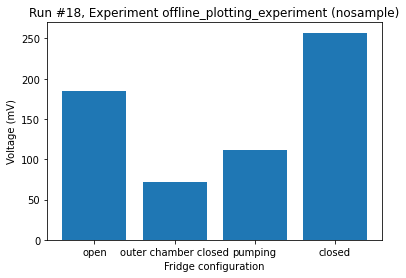 Run #18, Experiment offline_plotting_experiment (nosample)
250
200
150
100
50
0
Voltage (mV)
open
outer chamber closed
pumping
closed
Fridge configuration